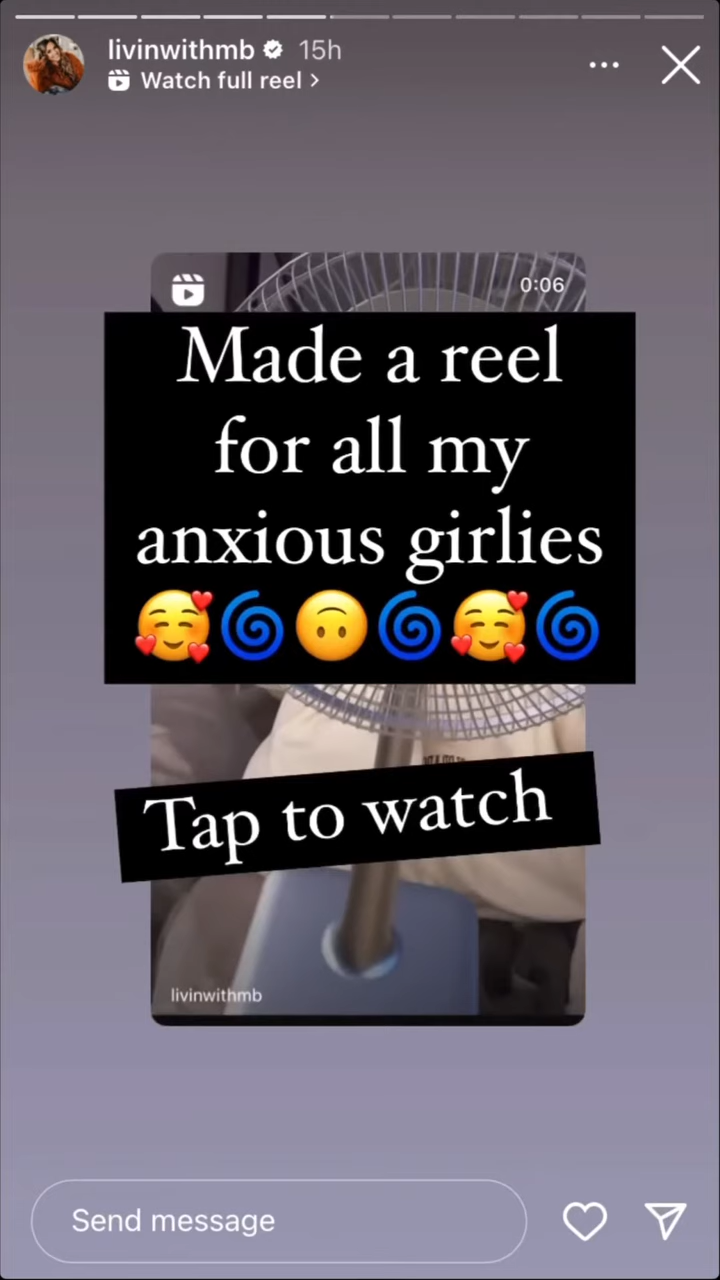 livinwithmb 15h
Watch full reel >
0:06
Made a reel
for all my
anxious girlies
🥰🌀🙃🌀🥰🌀
Tap to watch
livinwithmb
Send message